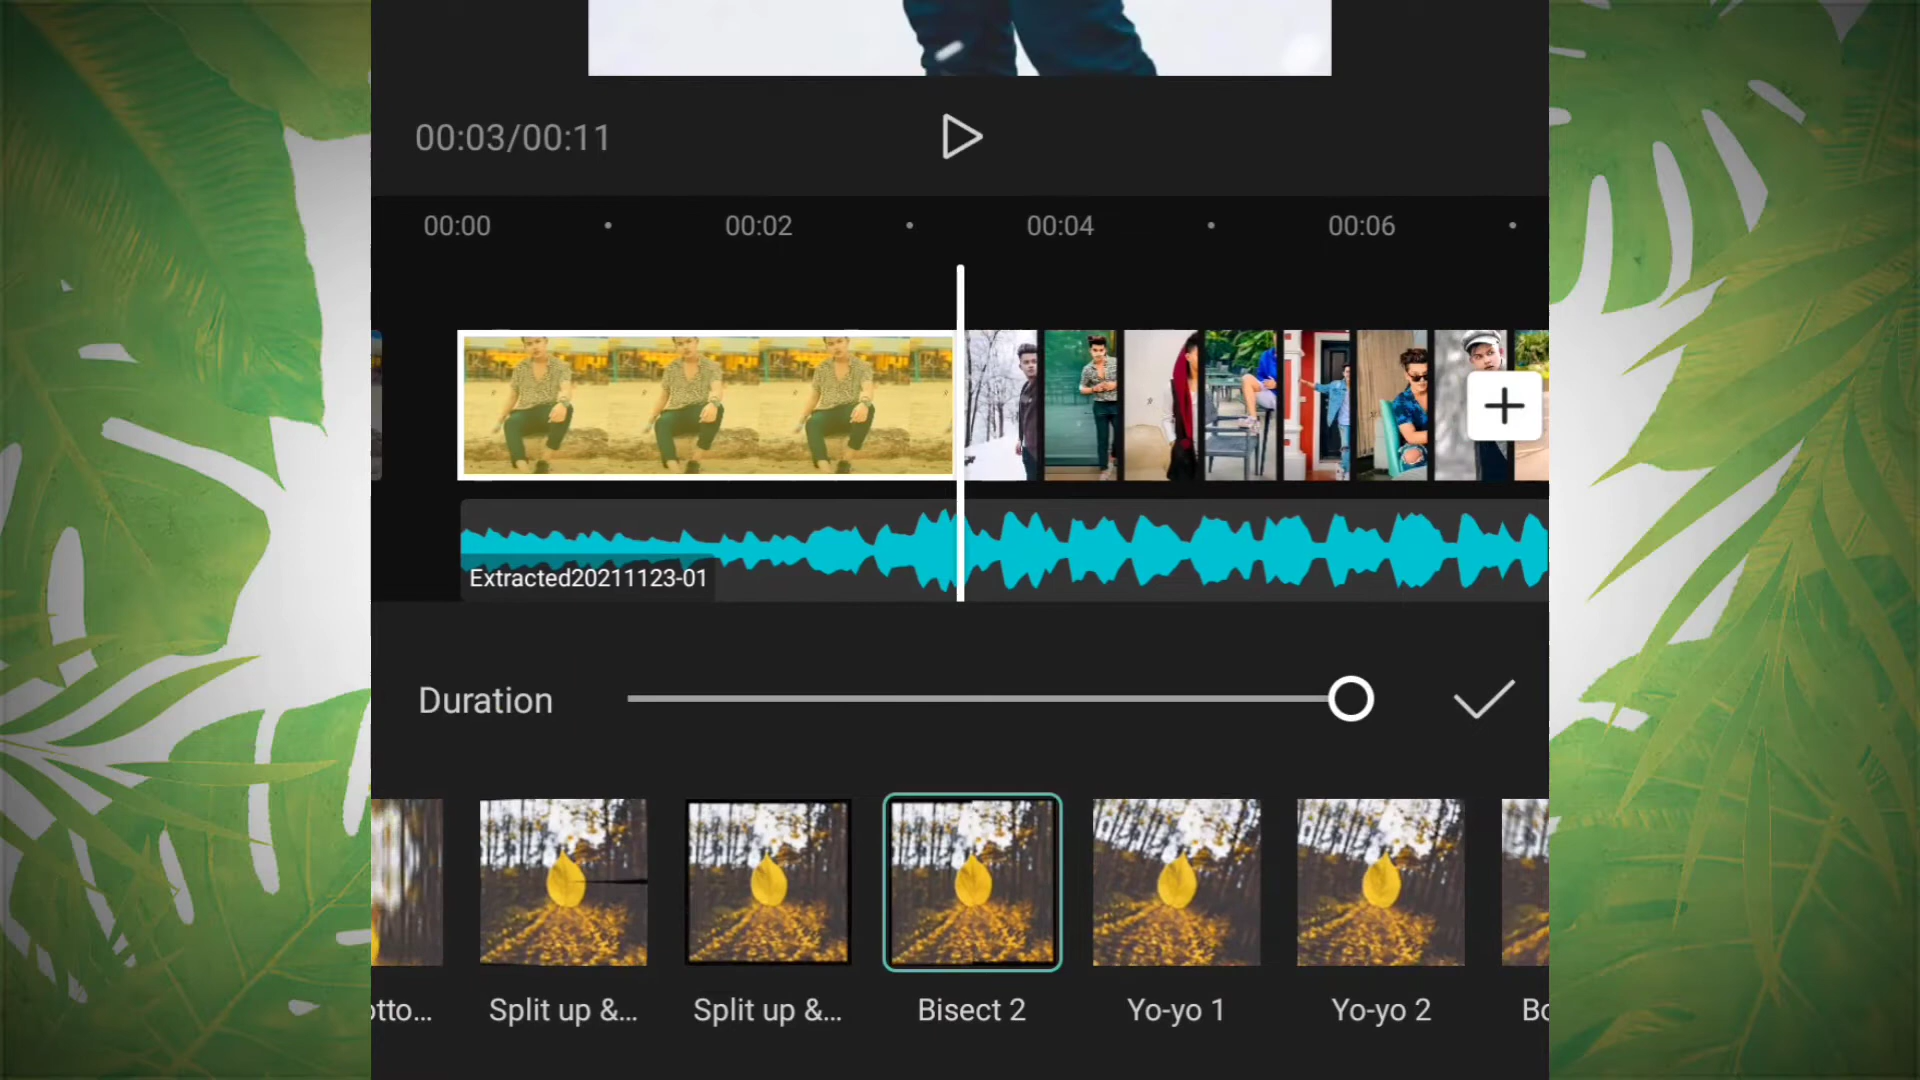 00:03/00:11
00:00 00:02 00:04 00:06
Extracted20211123-01
Duration
otto... Split up &... Split up &... Bisect 2 Yo-yo 1 Yo-yo 2 Bo